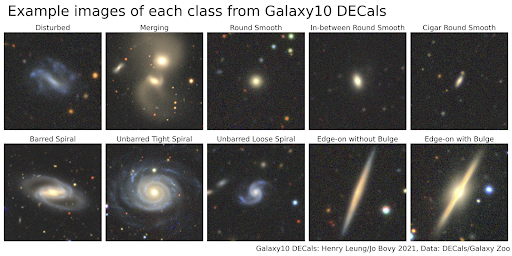 Example images of each class from Galaxy10 DECals
Disturbed
Merging
Round Smooth
In-between Round Smooth
Cigar Round Smooth
Barred Spiral
Unbarred Tight Spiral
Unbarred Loose Spiral
Edge-on without Bulge
Edge-on with Bulge
Galaxy10 DECals: Henry Leung/Jo Bovy 2021, Data: DECals/Galaxy Zoo